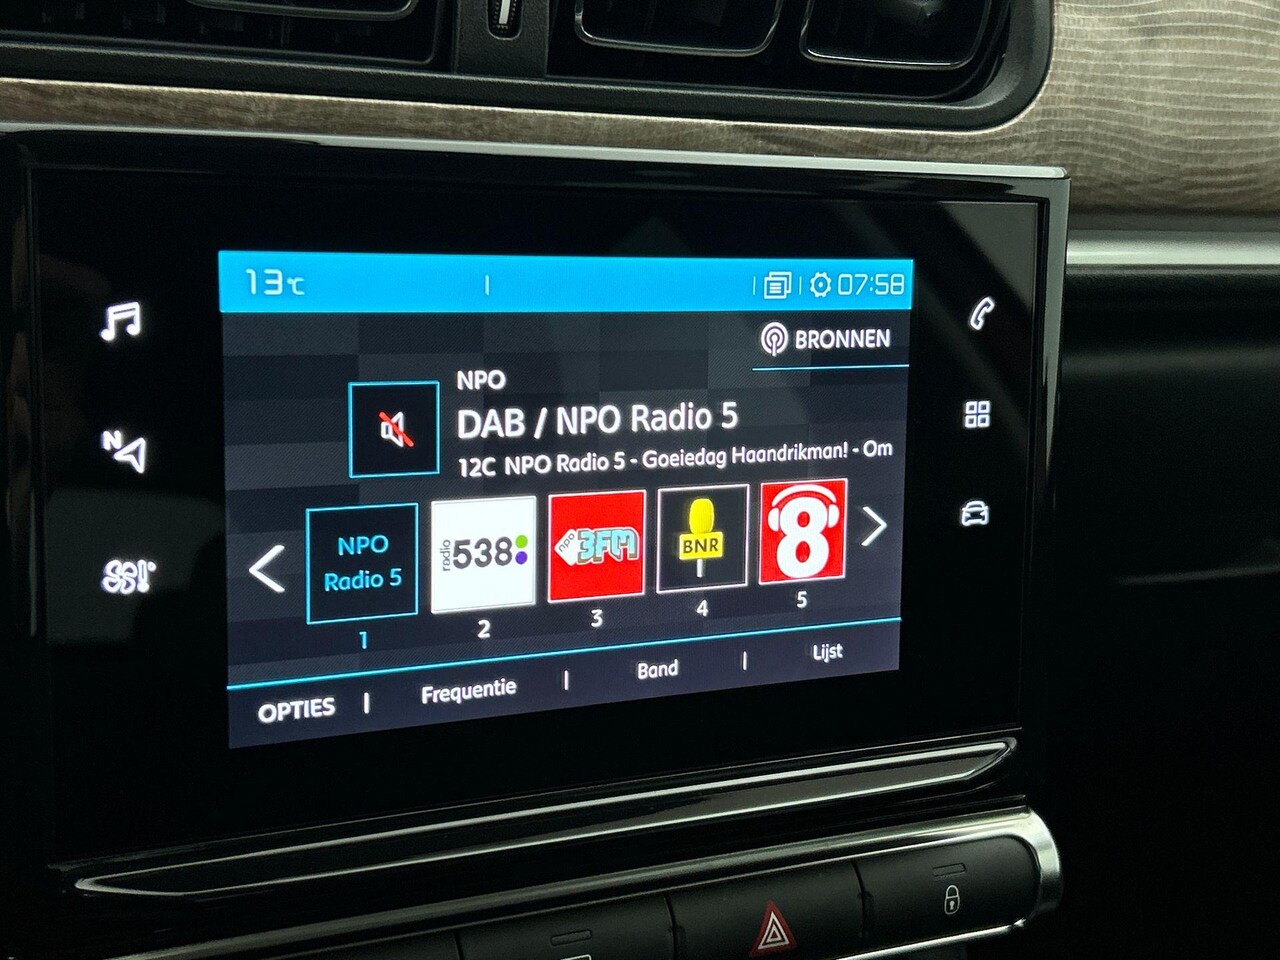 13°C
07:58
BRONNEN
NPO
DAB / NPO Radio 5
12C NPO Radio 5 - Goeiedag Haandrikman! - Om
N
NPO
Radio 5
radio 538
npo 3FM
BNR
8
1
2
3
4
5
OPTIES | Frequentie | Band | Lijst